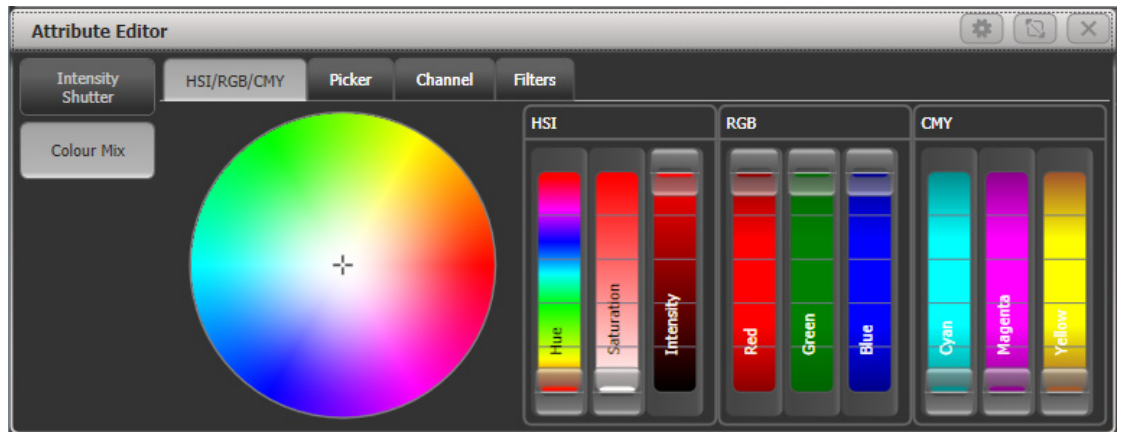 Attribute Editor
Intensity
Shutter
HSI/RGB/CMY
Picker
Channel
Filters
Colour Mix
HSI
RGB
CMY
Hue
Saturation
Intensity
Red
Green
Blue
Cyan
Magenta
Yellow